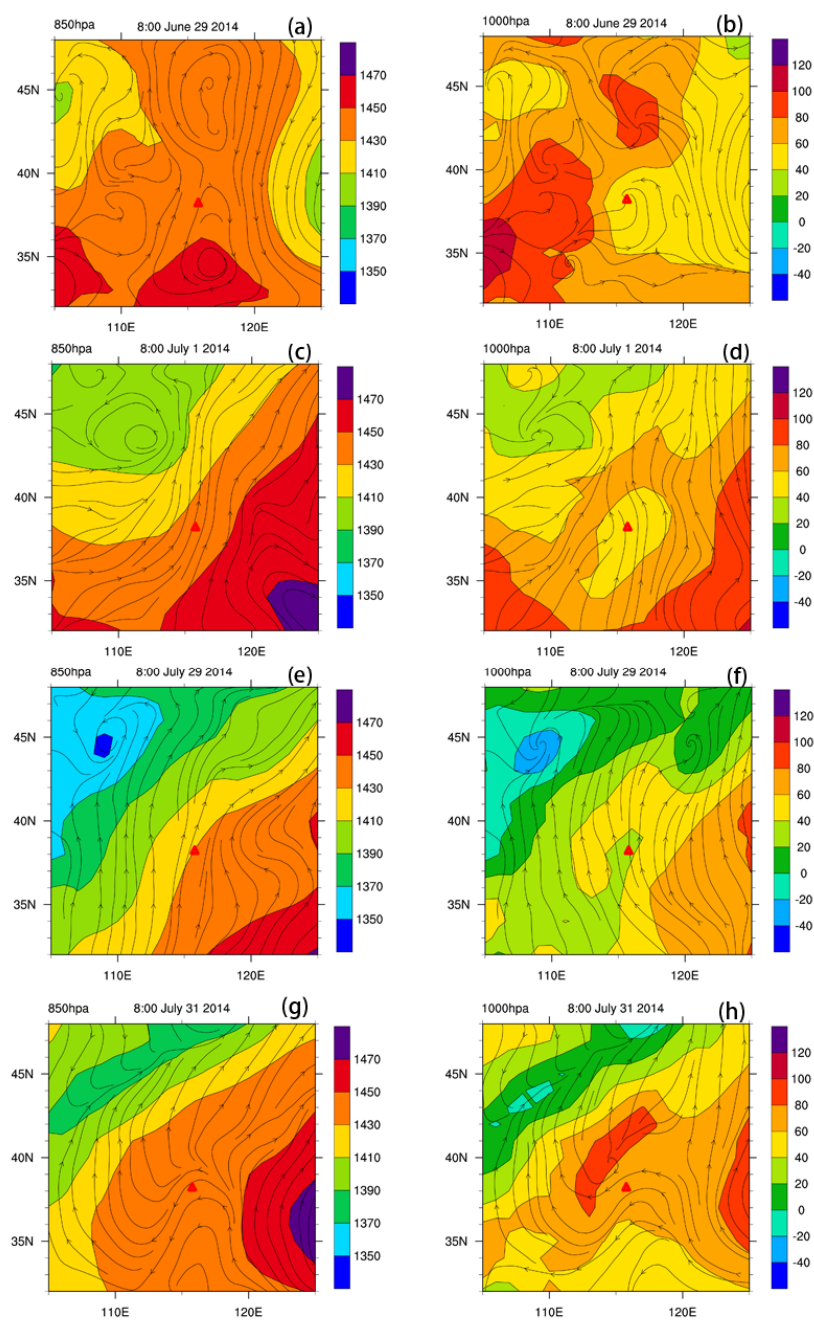 850hpa 8:00 June 29 2014 (a)
45N
40N
35N
110E 120E
1470
1450
1430
1410
1390
1370
1350
1000hpa 8:00 June 29 2014 (b)
45N
40N
35N
110E 120E
120
100
80
60
40
20
0
-20
-40
850hpa 8:00 July 1 2014 (c)
45N
40N
35N
110E 120E
1470
1450
1430
1410
1390
1370
1350
1000hpa 8:00 July 1 2014 (d)
45N
40N
35N
110E 120E
120
100
80
60
40
20
0
-20
-40
850hpa 8:00 July 29 2014 (e)
45N
40N
35N
110E 120E
1470
1450
1430
1410
1390
1370
1350
1000hpa 8:00 July 29 2014 (f)
45N
40N
35N
110E 120E
120
100
80
60
40
20
0
-20
-40
850hpa 8:00 July 31 2014 (g)
45N
40N
35N
110E 120E
1470
1450
1430
1410
1390
1370
1350
1000hpa 8:00 July 31 2014 (h)
45N
40N
35N
110E 120E
120
100
80
60
40
20
0
-20
-40